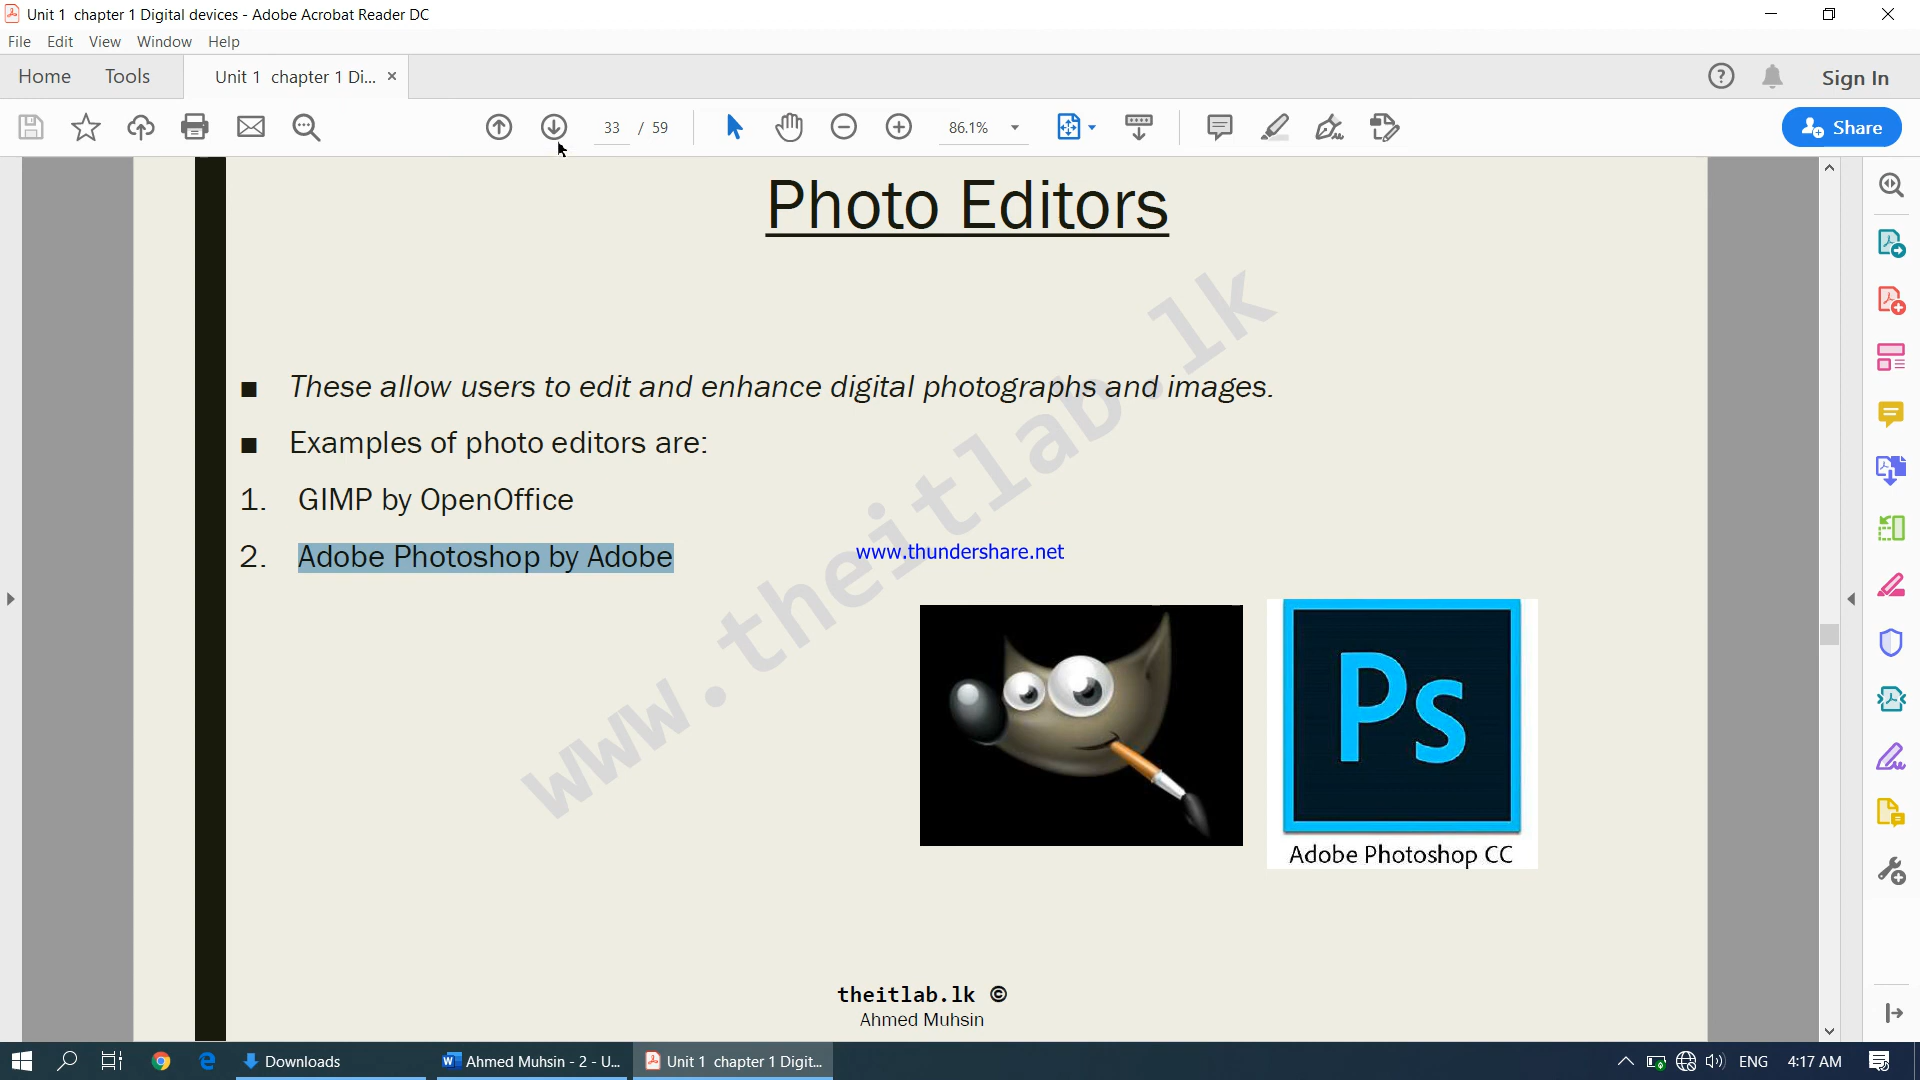 Unit 1  chapter 1 Digital devices - Adobe Acrobat Reader DC
File Edit View Window Help
Home Tools Unit 1  chapter 1 Di... × Sign In
33 / 59 86.1% Share
Photo Editors
These allow users to edit and enhance digital photographs and images.
Examples of photo editors are:
1. GIMP by OpenOffice
2. Adobe Photoshop by Adobe
www.thundershare.net
www.theitlab.lk
Ps
Adobe Photoshop CC
theitlab.lk ©
Ahmed Muhsin
Downloads Ahmed Muhsin - 2 - U... Unit 1  chapter 1 Digit... ENG 4:17 AM